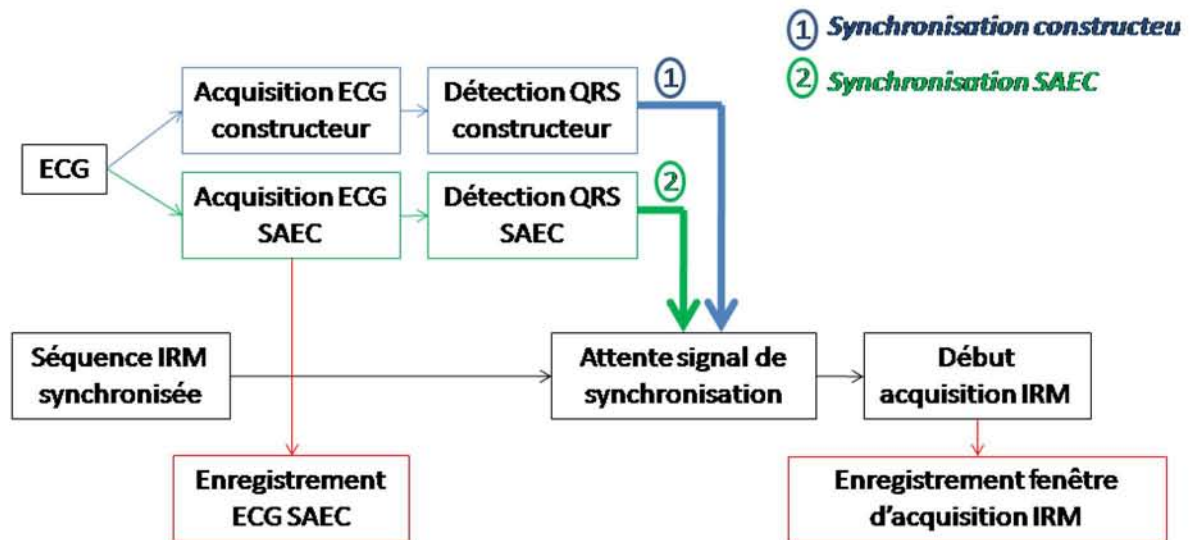 1 Synchronisation constructeu
2 Synchronisation SAEC
Acquisition ECG
constructeur
Détection QRS
constructeur
1
ECG
Acquisition ECG
SAEC
Détection QRS
SAEC
2
Séquence IRM
synchronisée
Attente signal de
synchronisation
Début
acquisition IRM
Enregistrement
ECG SAEC
Enregistrement fenêtre
d'acquisition IRM